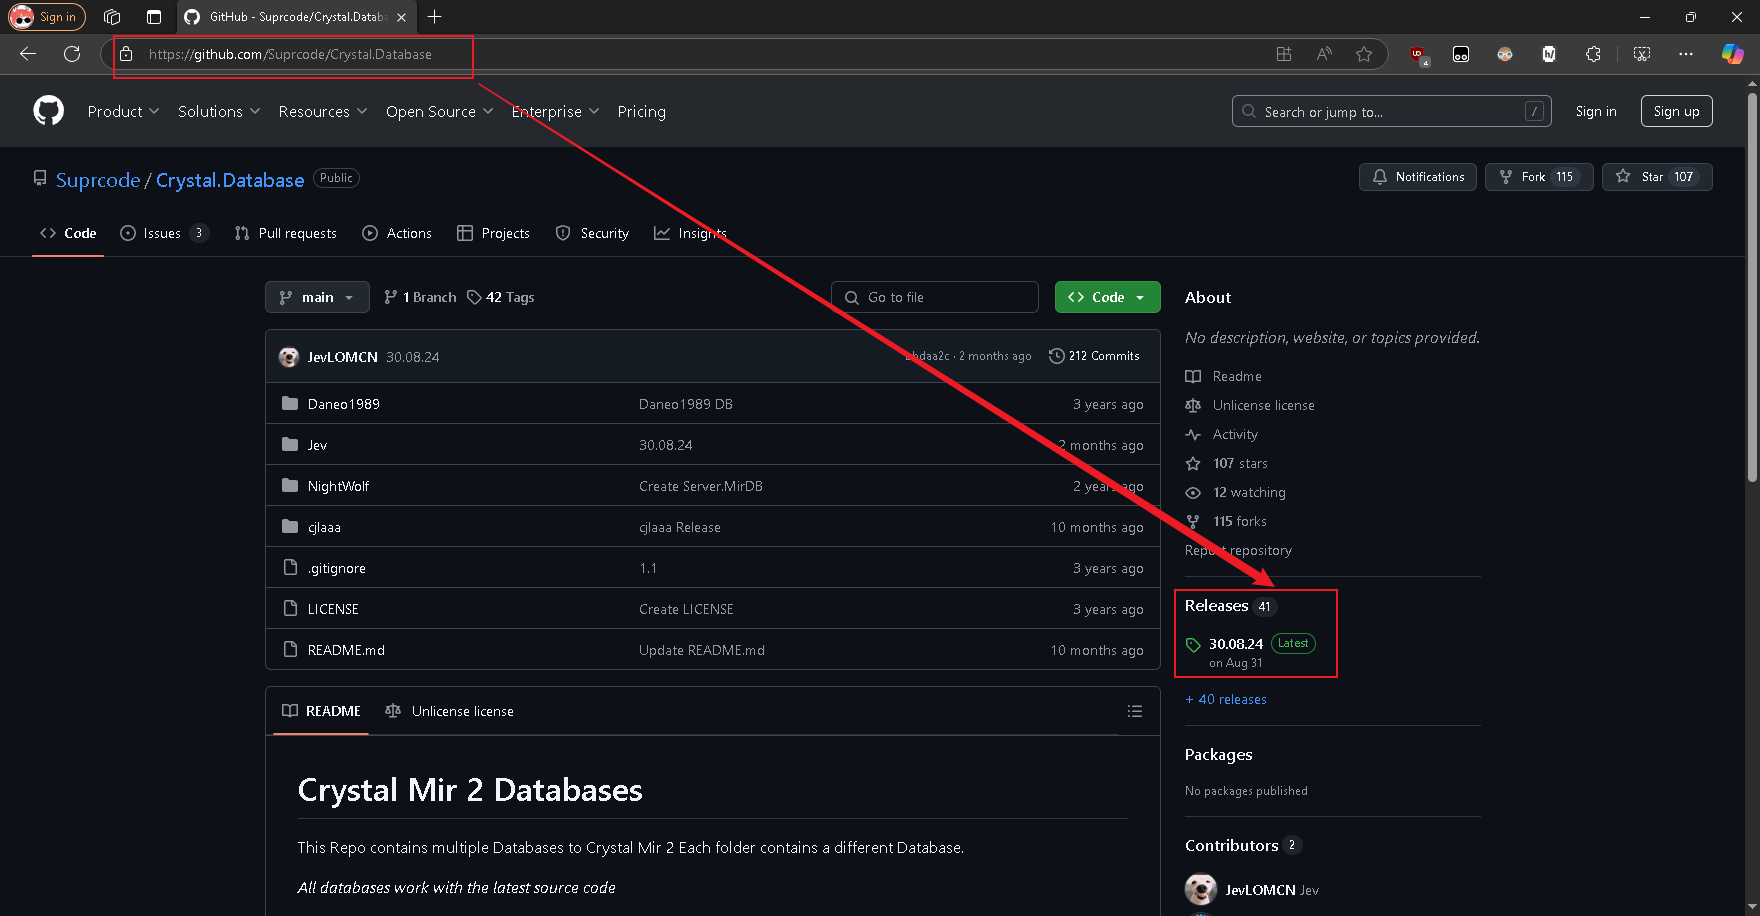 Sign in
GitHub - Suprcode/Crystal.Datab
https://github.com/Suprcode/Crystal.Database
Product
Solutions
Resources
Open Source
Enterprise
Pricing
Search or jump to...
/
Sign in
Sign up
Suprcode / Crystal.Database
Public
Notifications
Fork 115
Star 107
Code
Issues 3
Pull requests
Actions
Projects
Security
Insights
main
1 Branch
42 Tags
Go to file
Code
JevLOMCN 30.08.24
· 2 months ago
212 Commits
Daneo1989 Daneo1989 DB 3 years ago
Jev 30.08.24 2 months ago
NightWolf Create Server.MirDB 2 years ago
cjlaaa cjlaaa Release 10 months ago
.gitignore 1.1 3 years ago
LICENSE Create LICENSE 3 years ago
README.md Update README.md 10 months ago
README
Unlicense license
Crystal Mir 2 Databases
This Repo contains multiple Databases to Crystal Mir 2 Each folder contains a different Database.
All databases work with the latest source code
About
No description, website, or topics provided.
Readme
Unlicense license
Activity
107 stars
12 watching
115 forks
Report repository
Releases 41
30.08.24 Latest
on Aug 31
+ 40 releases
Packages
No packages published
Contributors 2
JevLOMCN Jev